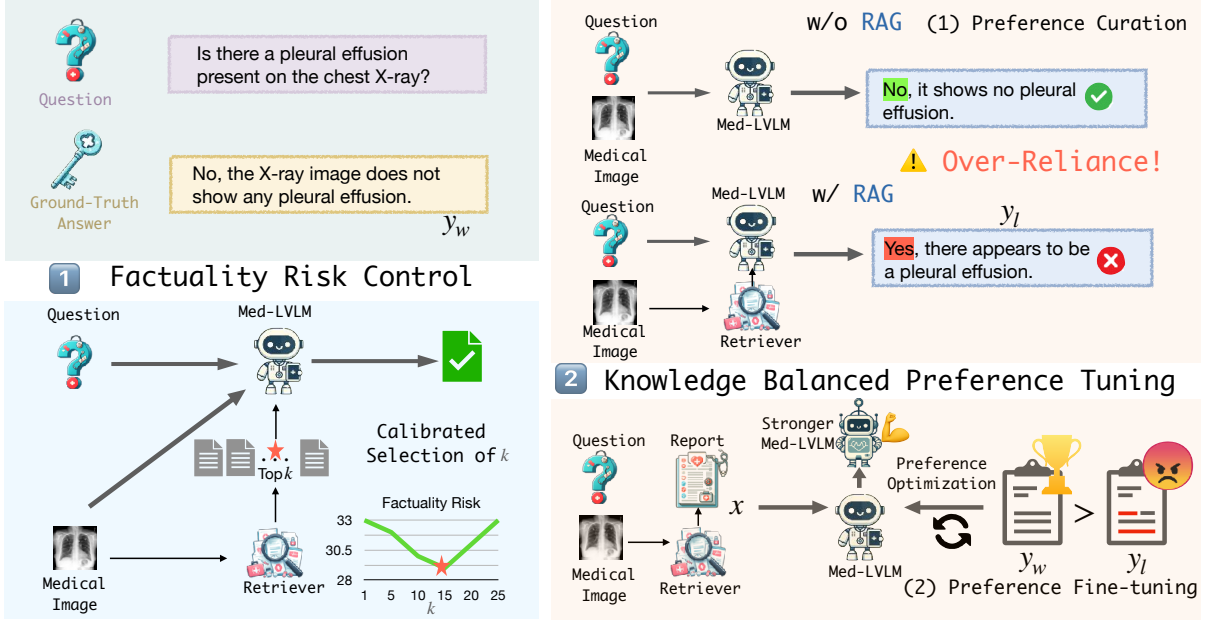 Question
Is there a pleural effusion
present on the chest X-ray?
Ground-Truth
Answer
No, the X-ray image does not
show any pleural effusion.
y_w
1 Factuality Risk Control
Question
Med-LVLM
Calibrated
Selection of k
...
Top k
Medical
Image
Retriever
Factuality Risk
33
30.5
28
1 5 10 15 20 25
k
w/o RAG (1) Preference Curation
Question
Medical
Image
Med-LVLM
No, it shows no pleural
effusion.
Over-Reliance!
w/ RAG
Question
Med-LVLM
Medical
Image
Retriever
y_l
Yes, there appears to be
a pleural effusion.
2 Knowledge Balanced Preference Tuning
Question
Report
Medical
Image
Retriever
x
Stronger
Med-LVLM
Med-LVLM
Preference
Optimization
y_w > y_l
(2) Preference Fine-tuning